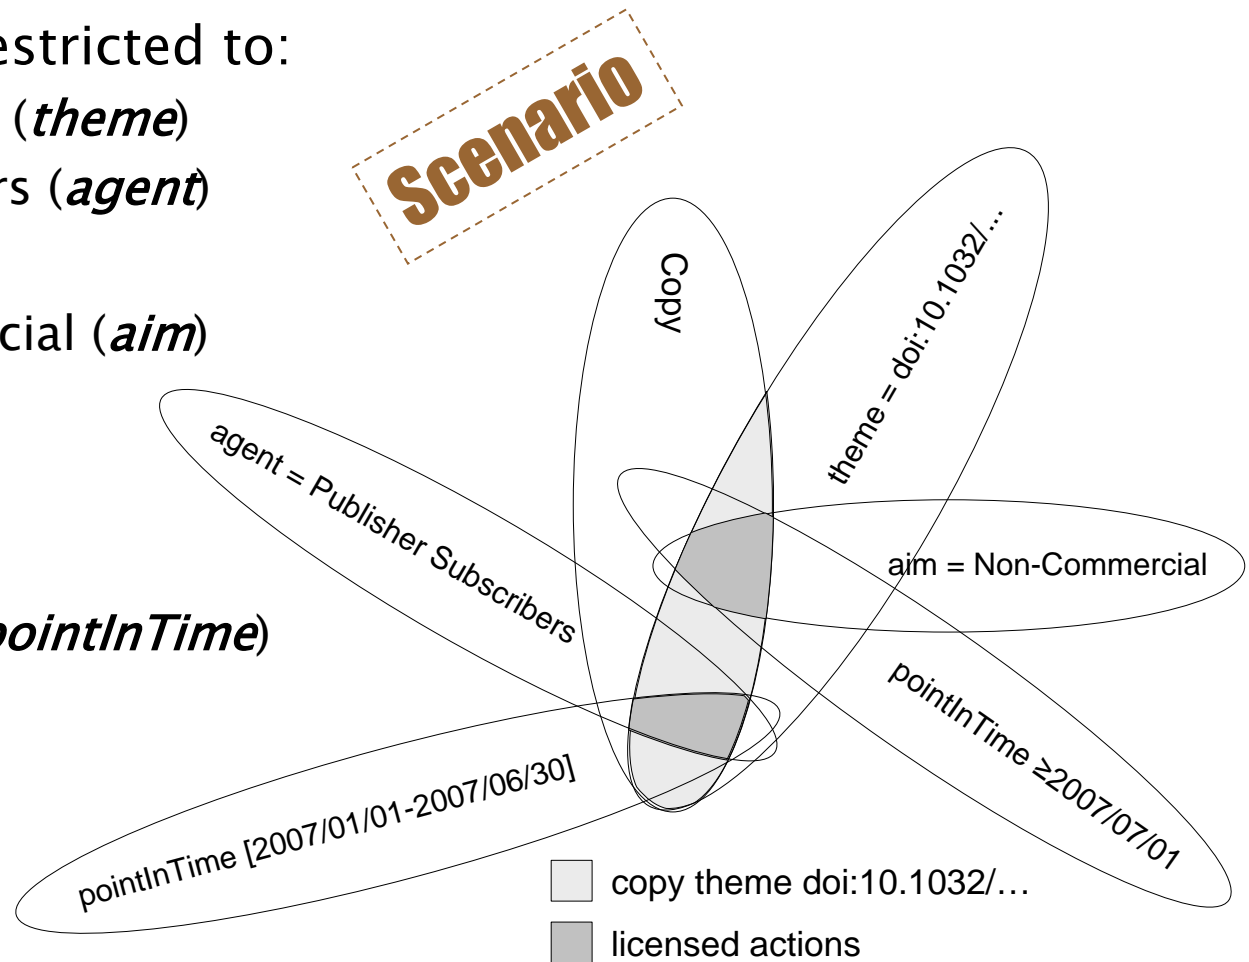 estricted to:
(theme)
rs (agent)
cial (aim)
pointInTime)
Scenario
Copy
theme = doi:10.1032/...
agent = Publisher Subscribers
aim = Non-Commercial
pointInTime ≥2007/07/01
pointInTime [2007/01/01-2007/06/30]
copy theme doi:10.1032/…
licensed actions